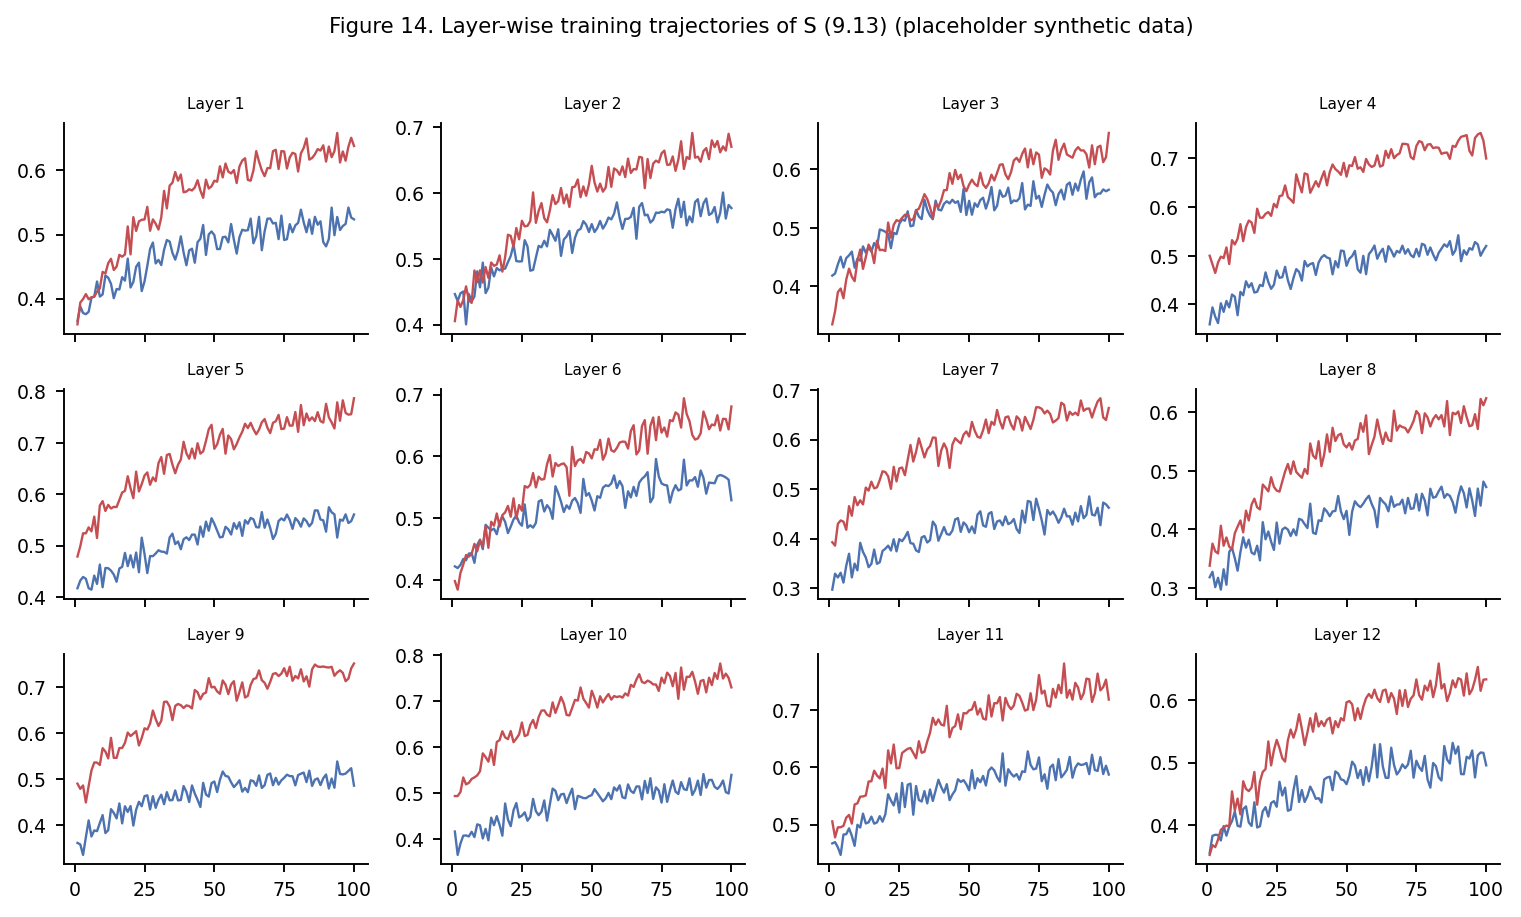 Figure 14. Layer-wise training trajectories of S (9.13) (placeholder synthetic data)
Layer 1
0.6
0.5
0.4
Layer 2
0.7
0.6
0.5
0.4
Layer 3
0.6
0.5
0.4
Layer 4
0.7
0.6
0.5
0.4
Layer 5
0.8
0.7
0.6
0.5
0.4
Layer 6
0.7
0.6
0.5
0.4
Layer 7
0.7
0.6
0.5
0.4
0.3
Layer 8
0.6
0.5
0.4
0.3
Layer 9
0.7
0.6
0.5
0.4
0 25 50 75 100
Layer 10
0.8
0.7
0.6
0.5
0.4
0 25 50 75 100
Layer 11
0.7
0.6
0.5
0 25 50 75 100
Layer 12
0.6
0.5
0.4
0 25 50 75 100